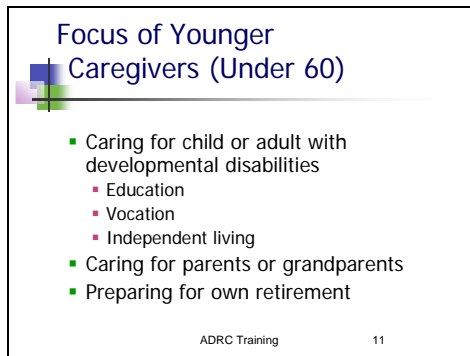 Focus of Younger
Caregivers (Under 60)
Caring for child or adult with
developmental disabilities
Education
Vocation
Independent living
Caring for parents or grandparents
Preparing for own retirement
ADRC Training 11